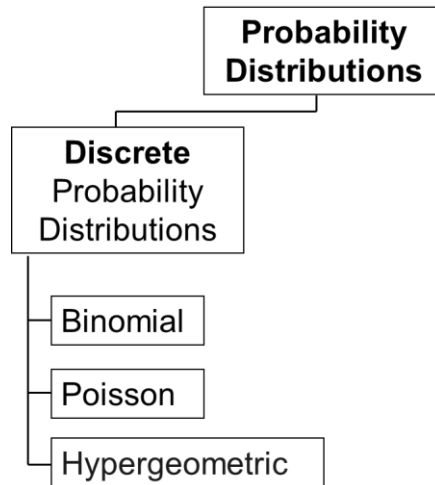 Probability
Distributions
Discrete
Probability
Distributions
Binomial
Poisson
Hypergeometric